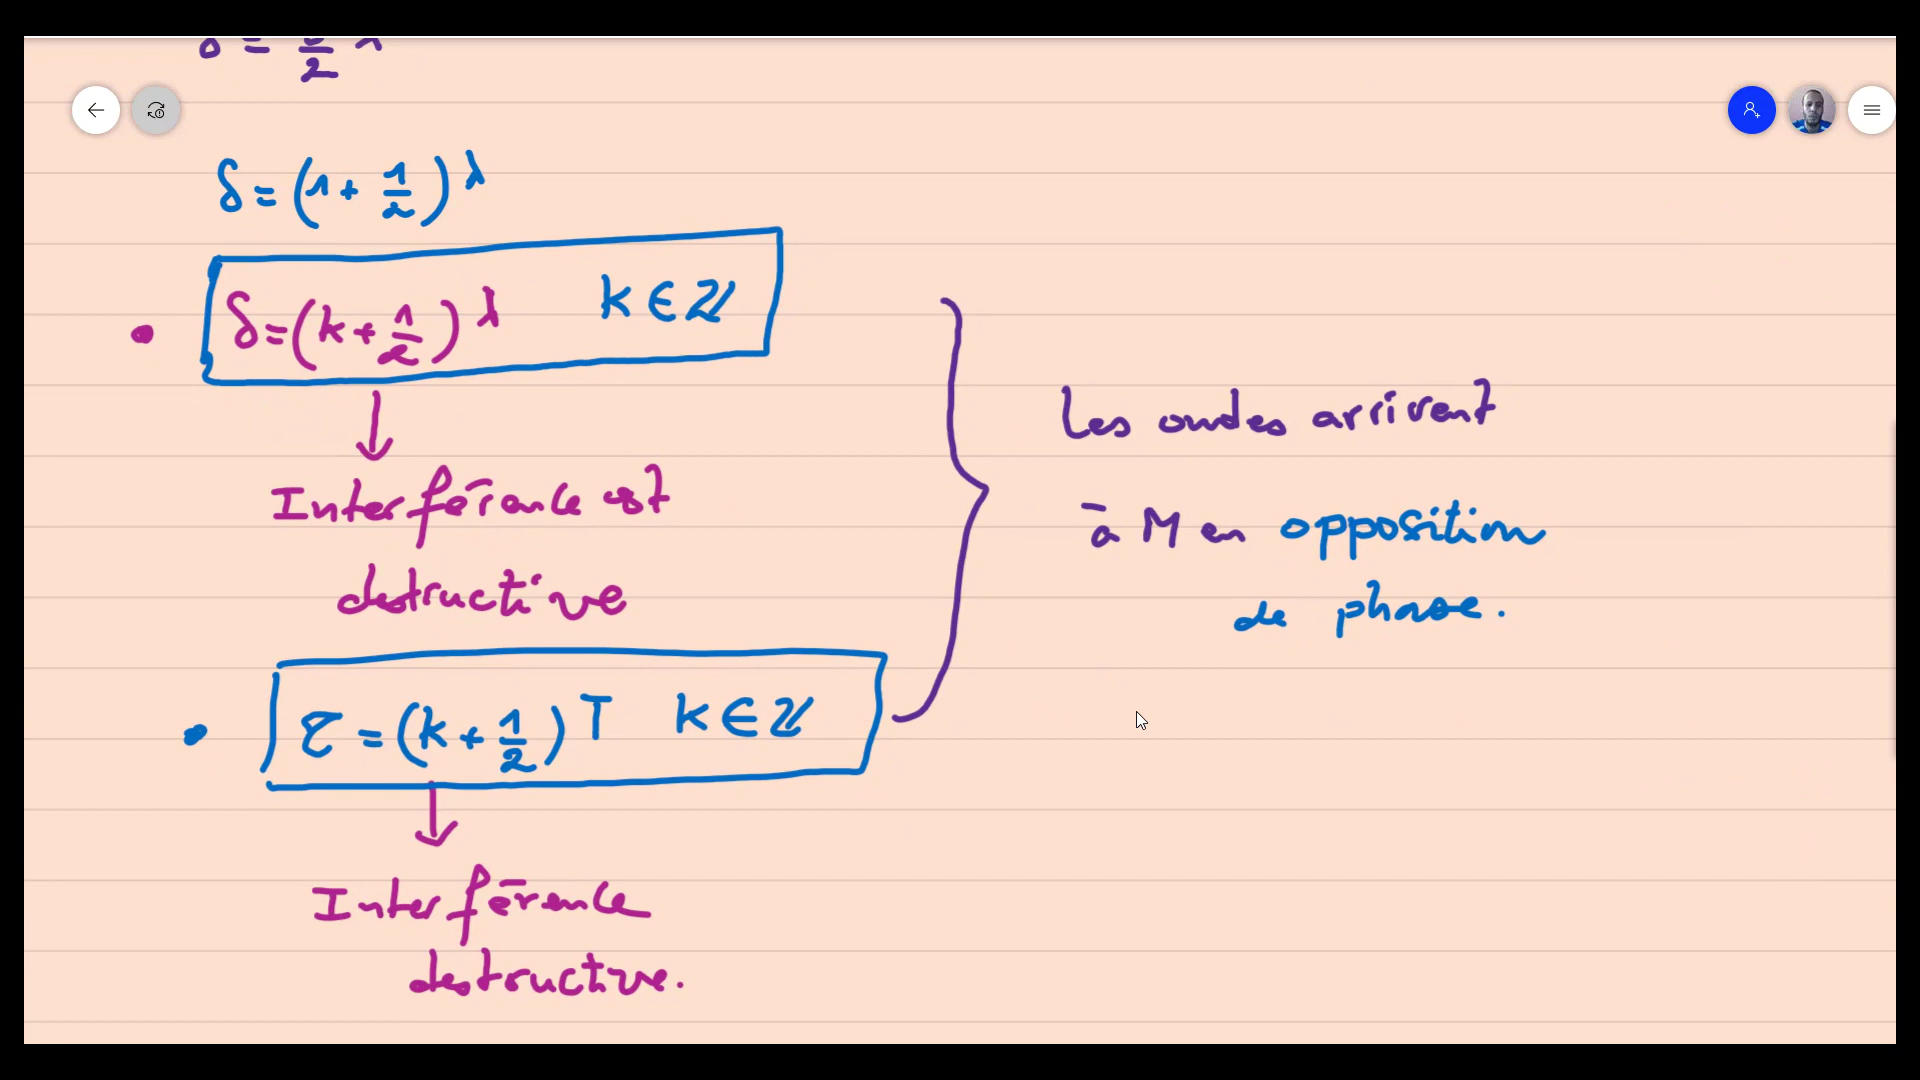 δ = (1 + 1/2) λ
• δ = (k + 1/2) λ k ∈ ℤ
↓
Interférence est
destructive
• τ = (k + 1/2) T k ∈ ℤ
↓
Interférence
destructive.
Les ondes arrivent
à M en opposition
de phase.